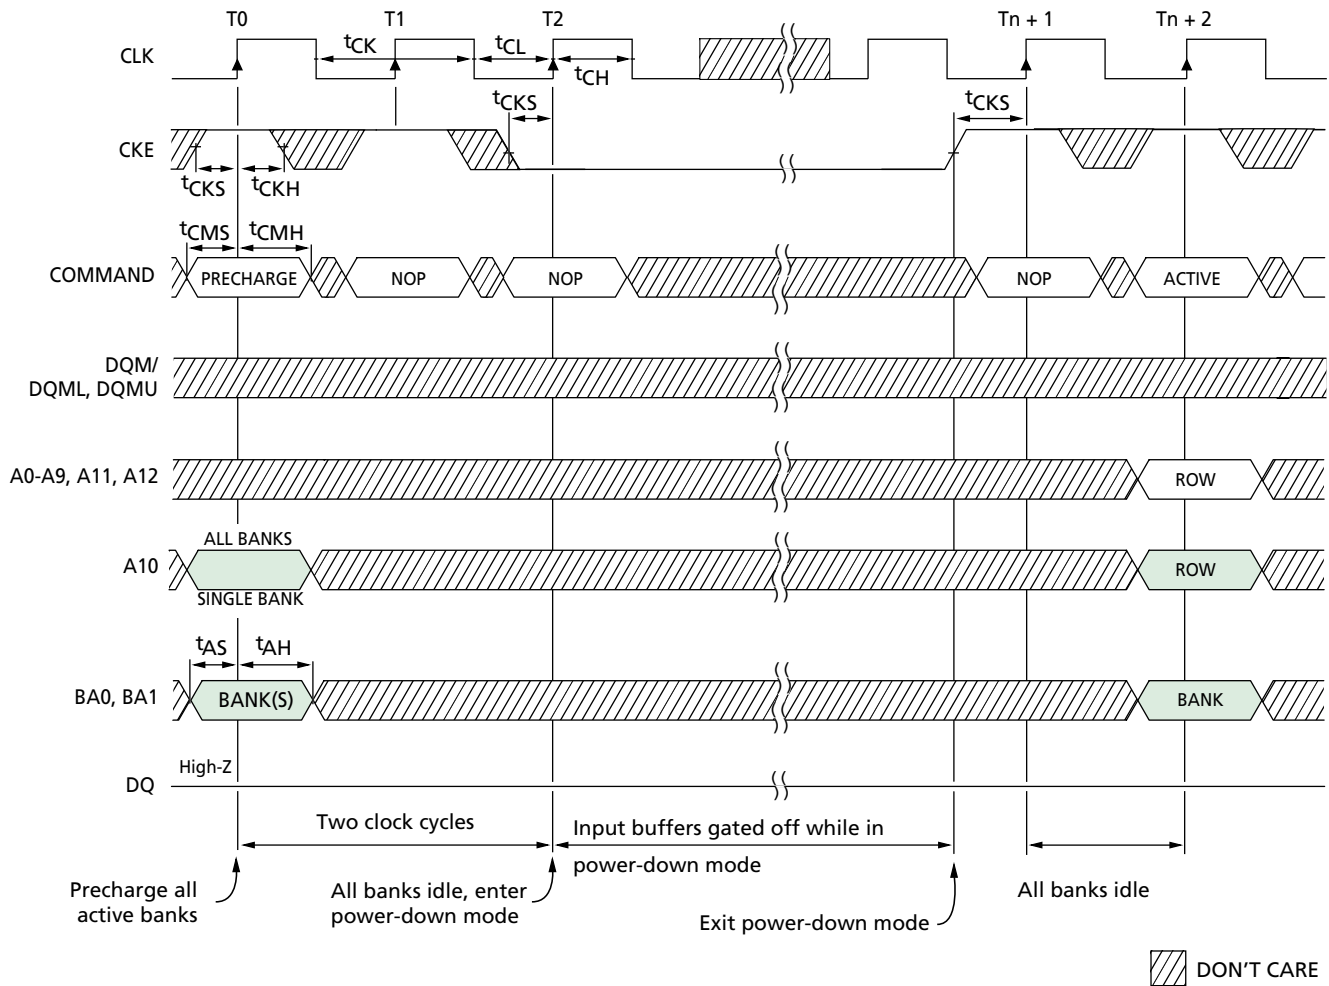 T0 T1 T2 Tn + 1 Tn + 2
CLK
tCK tCL tCH
tCKS tCKS
CKE
tCKS tCKH
tCMS tCMH
COMMAND PRECHARGE NOP NOP NOP ACTIVE
DQM/
DQML, DQMU
A0-A9, A11, A12 ROW
ALL BANKS
A10 ROW
SINGLE BANK
tAS tAH
BA0, BA1 BANK(S) BANK
High-Z
DQ
Two clock cycles
Input buffers gated off while in
power-down mode
Precharge all
active banks
All banks idle, enter
power-down mode
Exit power-down mode
All banks idle
DON'T CARE